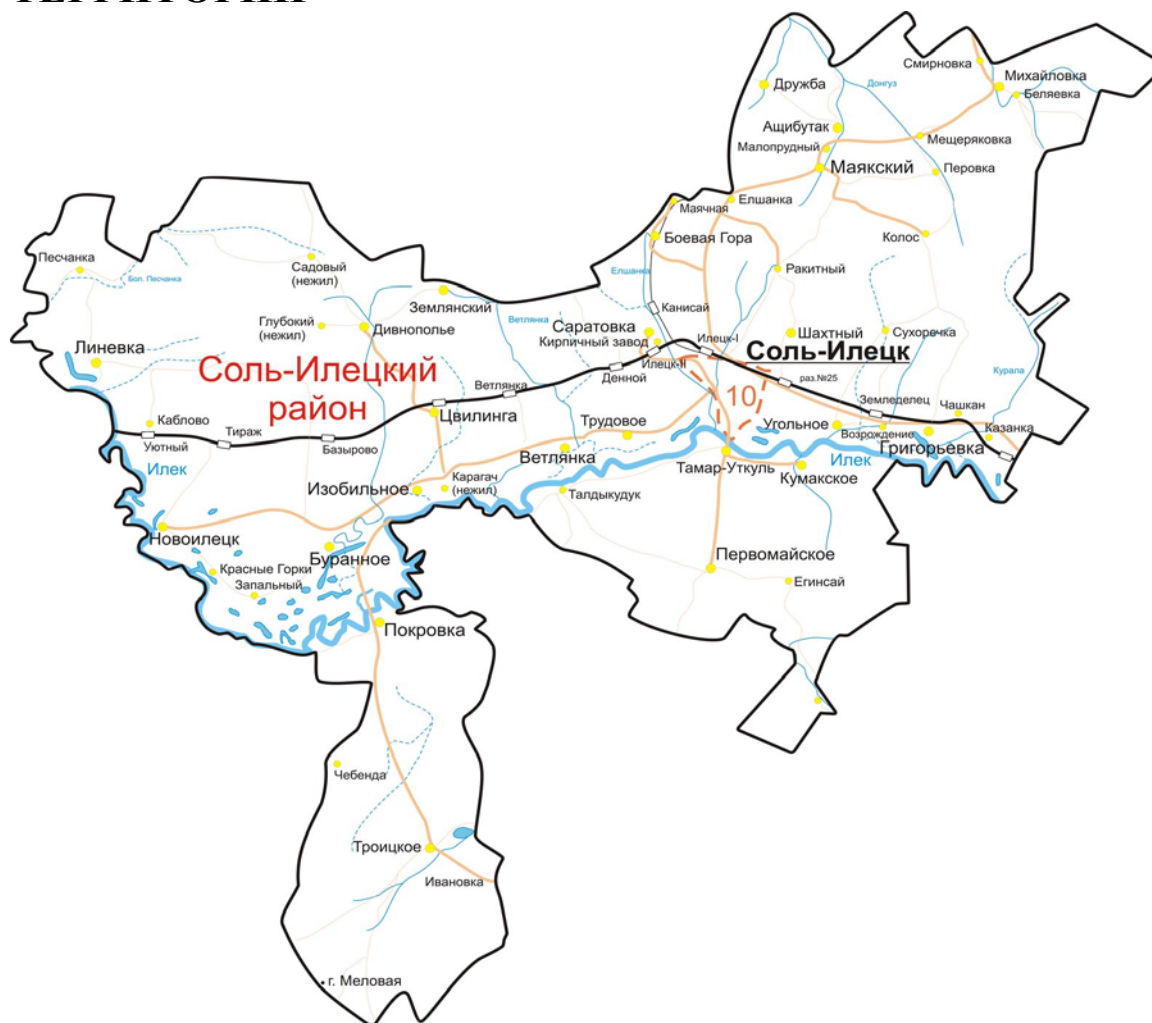 ТЕРРИТОРИИ
Смирновка
Михайловка
Беляевка
Дружба
Донгуз
Ащибутак
Мещеряковка
Малопрудный
Маякский
Перовка
Маячная
Елшанка
Боевая Гора
Колос
Песчанка
Бол. Песчанка
Садовый
(нежил)
Елшанка
Ракитный
Землянский
Канисай
Глубокий
(нежил)
Дивнополье
Ветлянка
Саратовка
Кирпичный завод
Илецк-I
Шахтный
Сухоречка
Линевка
Соль-Илецкий
район
Соль-Илецк
Илецк-II
Денной
раз.№25
Курала
Ветлянка
10
Земледелец
Чашкан
Каблово
Цвилинга
Трудовое
Угольное
Возрождение
Казанка
Уютный
Тираж
Базырово
Григорьевка
Илек
Ветлянка
Тамар-Уткуль
Илек
Кумакское
Изобильное
Карагач
(нежил)
Талдыкудук
Новоилецк
Буранное
Первомайское
Красные Горки
Запальный
Егинсай
Покровка
Чебенда
Троицкое
Ивановка
г. Меловая